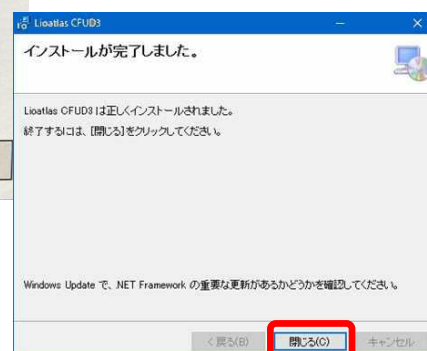 Lioatlas CFUD3
インストールが完了しました。
Lioatlas CFUD3 は正しくインストールされました。
終了するには、[閉じる]をクリックしてください。
Windows Update で、.NET Framework の重要な更新があるかどうかを確認してください。
< 戻る(B)
閉じる(C)
キャンセル